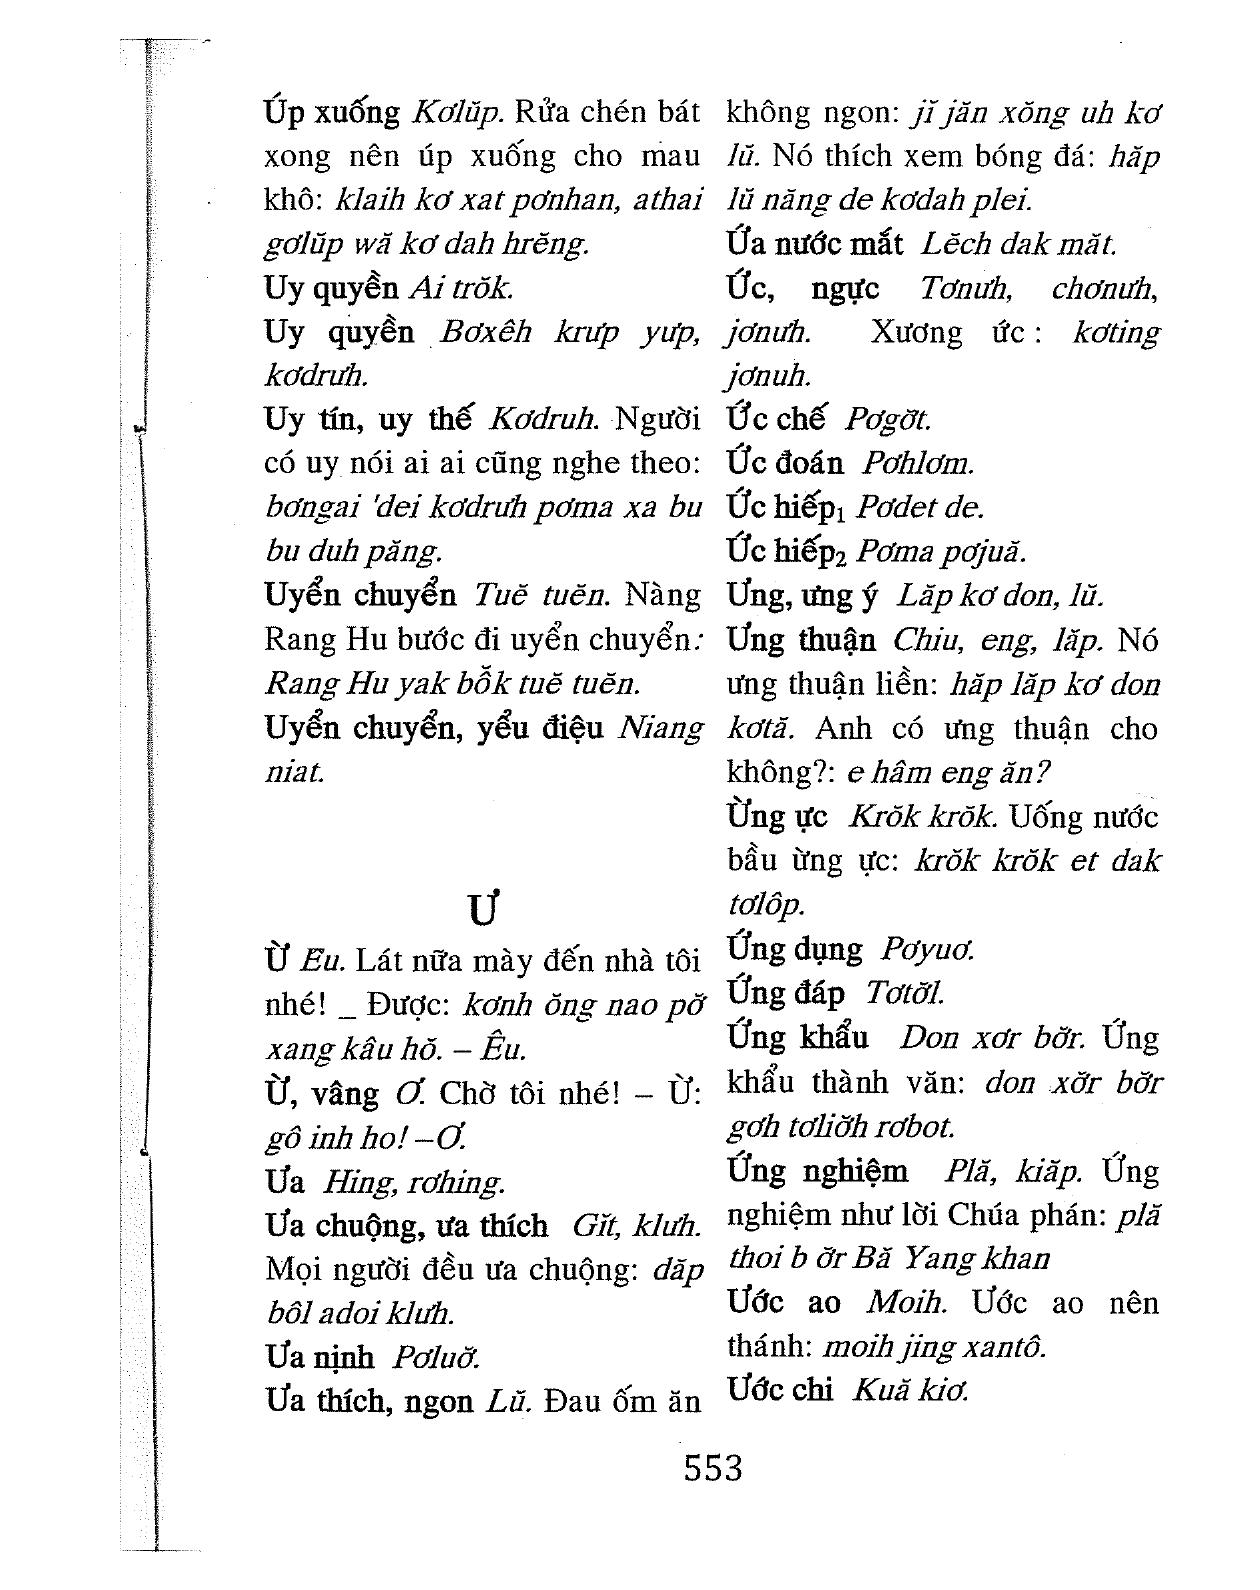 Úp xuống Kơlŭp. Rửa chén bát
xong nên úp xuống cho mau
khô: klaih kơ xat pơnhan, athai
gơlŭp wă kơ dah hrĕng.
Uy quyền Ai trŏk.
Uy quyền Bơxêh krưp yưp,
kơdrưh.
Uy tín, uy thế Kơdruh. Người
có uy nói ai ai cũng nghe theo:
bơngai 'dei kơdrưh pơma xa bu
bu duh păng.
Uyển chuyển Tuĕ tuĕn. Nàng
Rang Hu bước đi uyển chuyển:
Rang Hu yak bŏ̂k tuĕ tuĕn.
Uyển chuyển, yểu điệu Niang
niat.
Ư
Ừ Ĕu. Lát nữa mày đến nhà tôi
nhé! _ Được: kơnh ŏng nao pơ̆
xang kâu hŏ. – Êu.
Ừ, vâng Ơ. Chờ tôi nhé! – Ừ:
gô inh ho! –Ơ.
Ưa Hing, rơhing.
Ưa chuộng, ưa thích Gĭt, klưh.
Mọi người đều ưa chuộng: dăp
bôl adoi klưh.
Ưa nịnh Pơluơ̆.
Ưa thích, ngon Lŭ. Đau ốm ăn
không ngon: jĭ jăn xŏng uh kơ
lŭ. Nó thích xem bóng đá: hăp
lŭ năng de kơdah plei.
Ứa nước mắt Lĕch dak măt.
Ức, ngực Tơnưh, chơnưh,
jơnưh. Xương ức : kơting
jơnuh.
Ức chế Pơgơ̆t.
Ức đoán Pơhlơm.
Ức hiếp1 Pơdet de.
Ức hiếp2 Pơma pơjuă.
Ưng, ưng ý Lăp kơ don, lŭ.
Ưng thuận Chiu, eng, lăp. Nó
ưng thuận liền: hăp lăp kơ don
kơtă. Anh có ưng thuận cho
không?: e hâm eng ăn?
Ừng ực Krŏk krŏk. Uống nước
bầu ừng ực: krŏk krŏk et dak
tơlôp.
Ứng dụng Pơyuơ.
Ứng đáp Tơtơ̆l.
Ứng khẩu Don xơr bơ̆r. Ứng
khẩu thành văn: don xơ̆r bơ̆r
gơh tơliơ̆h rơbot.
Ứng nghiệm Plă, kiăp. Ứng
nghiệm như lời Chúa phán: plă
thoi b ơ̆r Bă Yang khan
Ước ao Moih. Ước ao nên
thánh: moih jing xantô.
Ước chi Kuă kiơ.
553